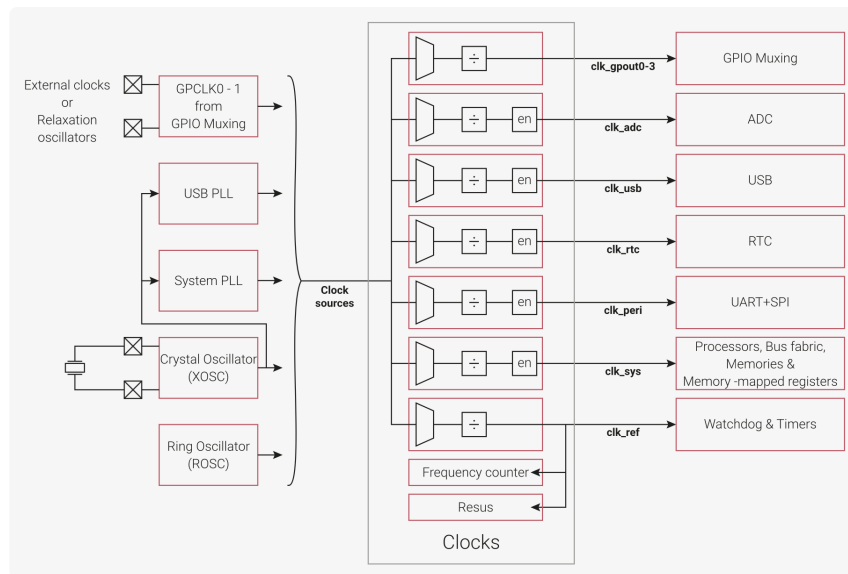 External clocks
or
Relaxation
oscillators
GPCLK0 - 1
from
GPIO Muxing
USB PLL
System PLL
Crystal Oscillator
(XOSC)
Ring Oscillator
(ROSC)
Clock
sources
÷
÷ en
÷ en
÷ en
÷ en
÷ en
÷
Frequency counter
Resus
Clocks
clk_gpout0-3
clk_adc
clk_usb
clk_rtc
clk_peri
clk_sys
clk_ref
GPIO Muxing
ADC
USB
RTC
UART+SPI
Processors, Bus fabric,
Memories &
Memory -mapped registers
Watchdog & Timers